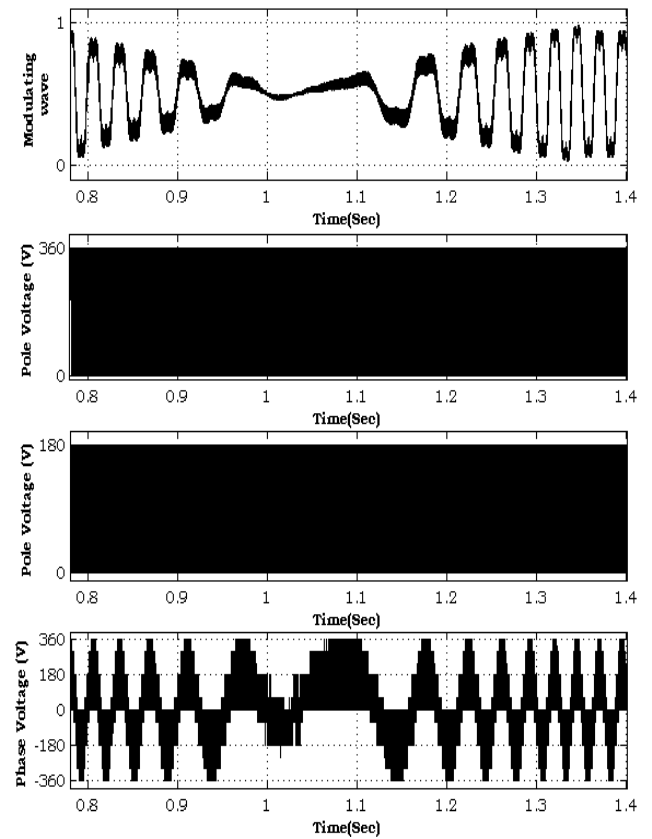 Modulating
wave
1
0
0.8 0.9 1 1.1 1.2 1.3 1.4
Time(Sec)
Pole Voltage (V)
360
0
0.8 0.9 1 1.1 1.2 1.3 1.4
Time(Sec)
Pole Voltage (V)
180
0
0.8 0.9 1 1.1 1.2 1.3 1.4
Time(Sec)
Phase Voltage (V)
360
180
0
-180
-360
0.8 0.9 1 1.1 1.2 1.3 1.4
Time(Sec)